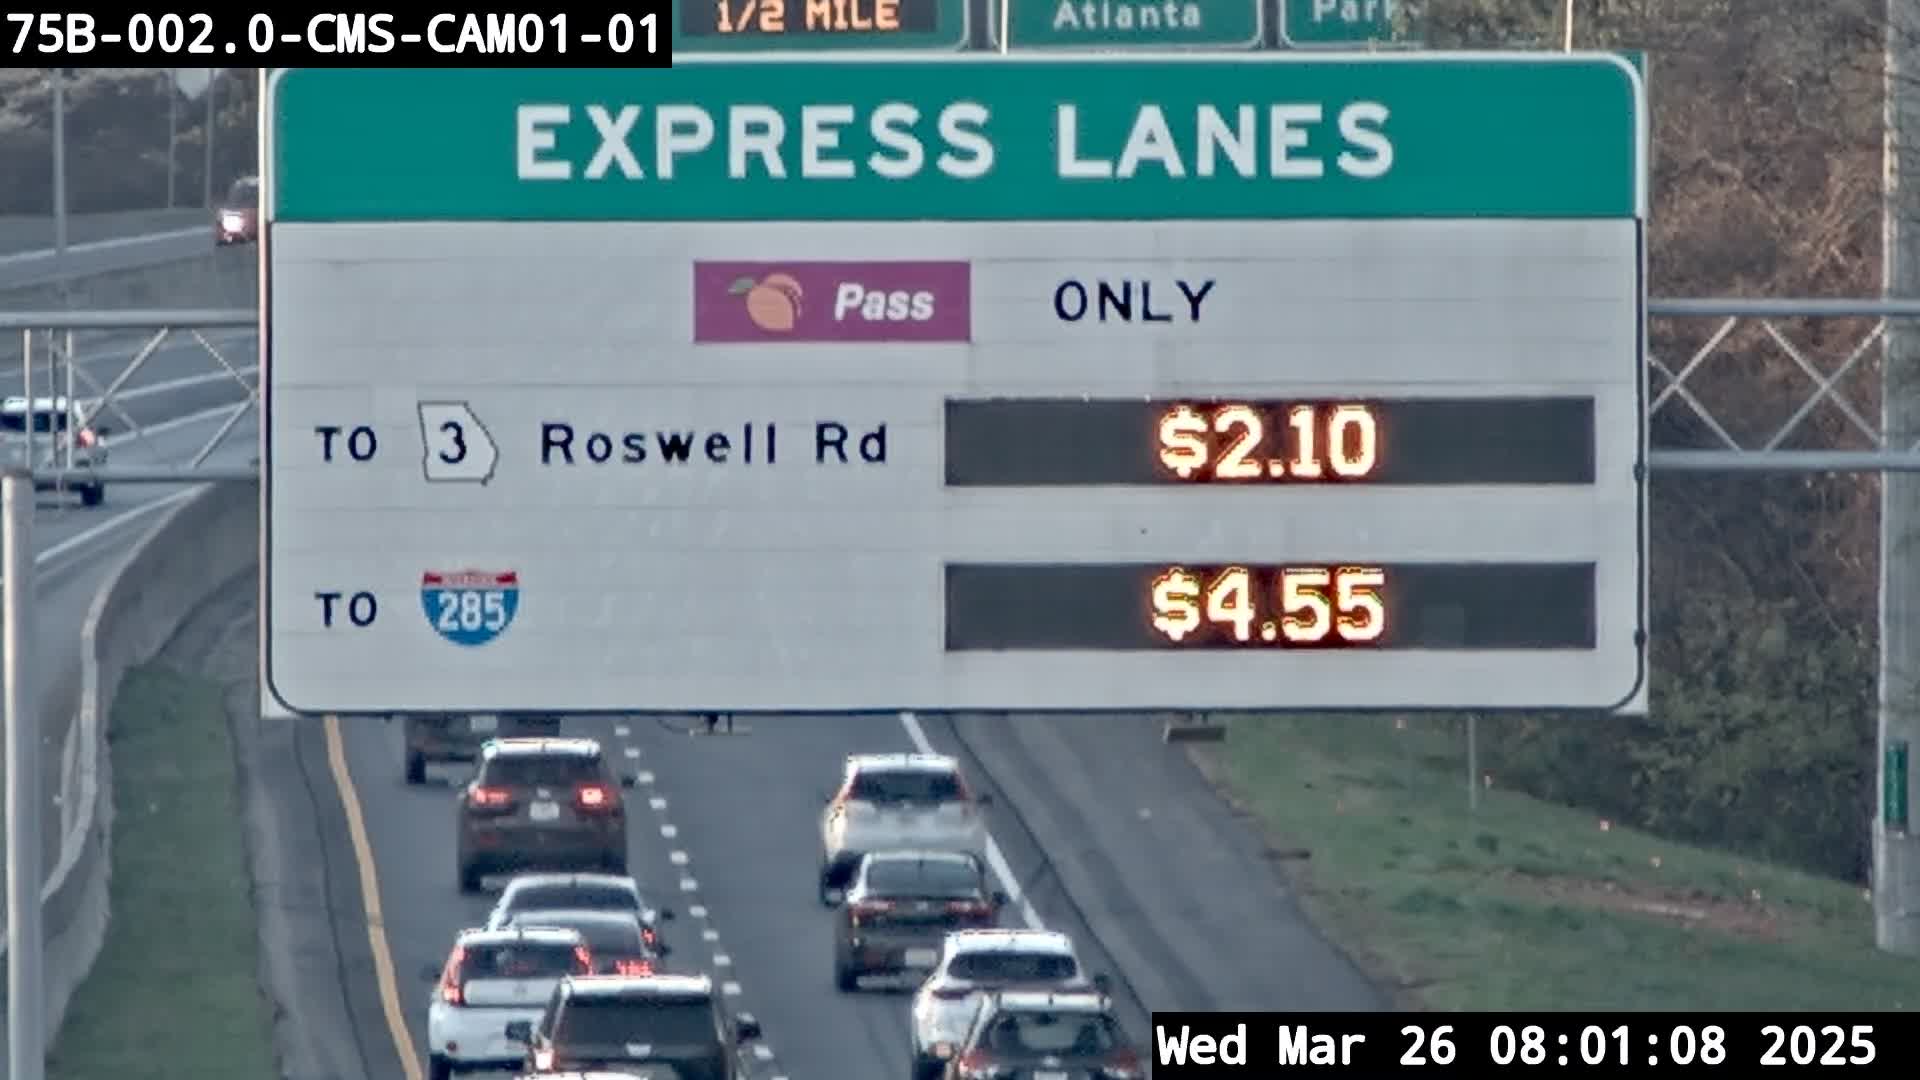 75B-002.0-CMS-CAM01-01
1/2 MILE
Atlanta
EXPRESS LANES
Pass ONLY
TO 3 Roswell Rd $2.10
TO 285 $4.55
Wed Mar 26 08:01:08 2025